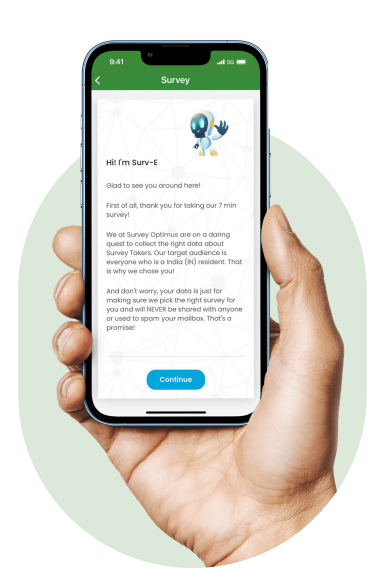 9:41
5G
Survey
Hi! I'm Surv-E
Glad to see you around here!
First of all, thank you for taking our 7 min
survey!
We at Survey Optimus are on a daring
quest to collect the right data about
Survey Takers. Our target audience is
everyone who is a India (IN) resident. That
is why we chose you!
And don't worry, your data is just for
making sure we pick the right survey for
you and will NEVER be shared with anyone
or used to spam your mailbox. That's a
promise!
Continue